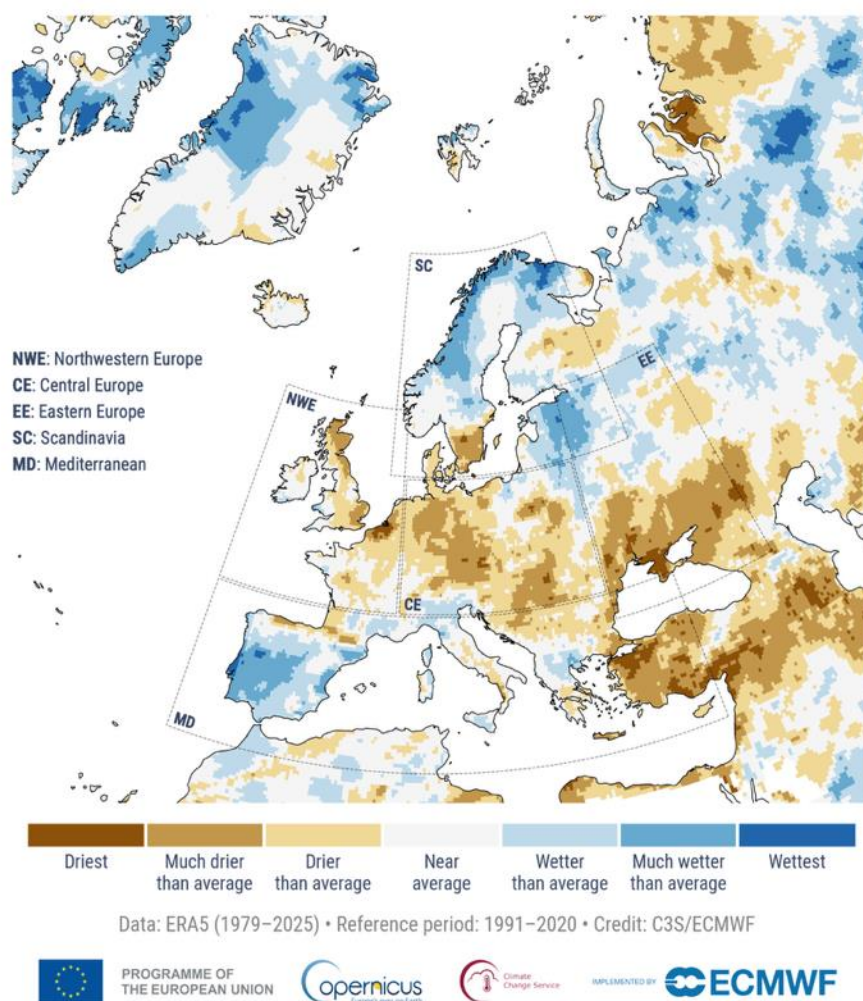 SC
EE
NWE: Northwestern Europe
CE: Central Europe
EE: Eastern Europe
SC: Scandinavia
MD: Mediterranean
NWE
CE
MD
Driest
Much drier
than average
Drier
than average
Near
average
Wetter
than average
Much wetter
than average
Wettest
Data: ERA5 (1979–2025) • Reference period: 1991–2020 • Credit: C3S/ECMWF
PROGRAMME OF
THE EUROPEAN UNION
opernicus
Climate
Change Service
IMPLEMENTED BY
ECMWF